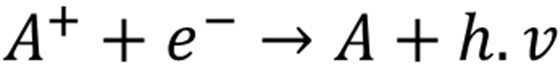 A⁺ + e⁻ → A + h.v